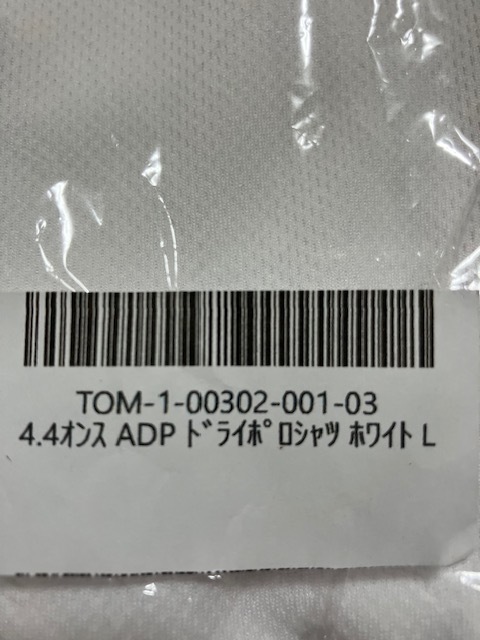 TOM-1-00302-001-03
4.4ｵﾝｽ ADP ﾄﾞﾗｲﾎﾟﾛｼｬﾂ ﾎﾜｲﾄ L